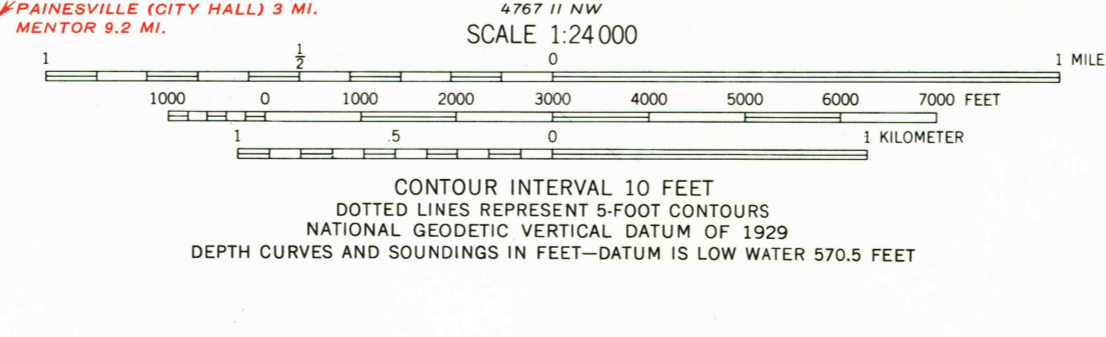 PAINESVILLE (CITY HALL) 3 MI.
MENTOR 9.2 MI.
4767 II NW
SCALE 1:24 000
1 ½ 0 1 MILE
1000 0 1000 2000 3000 4000 5000 6000 7000 FEET
1 .5 0 1 KILOMETER
CONTOUR INTERVAL 10 FEET
DOTTED LINES REPRESENT 5-FOOT CONTOURS
NATIONAL GEODETIC VERTICAL DATUM OF 1929
DEPTH CURVES AND SOUNDINGS IN FEET—DATUM IS LOW WATER 570.5 FEET